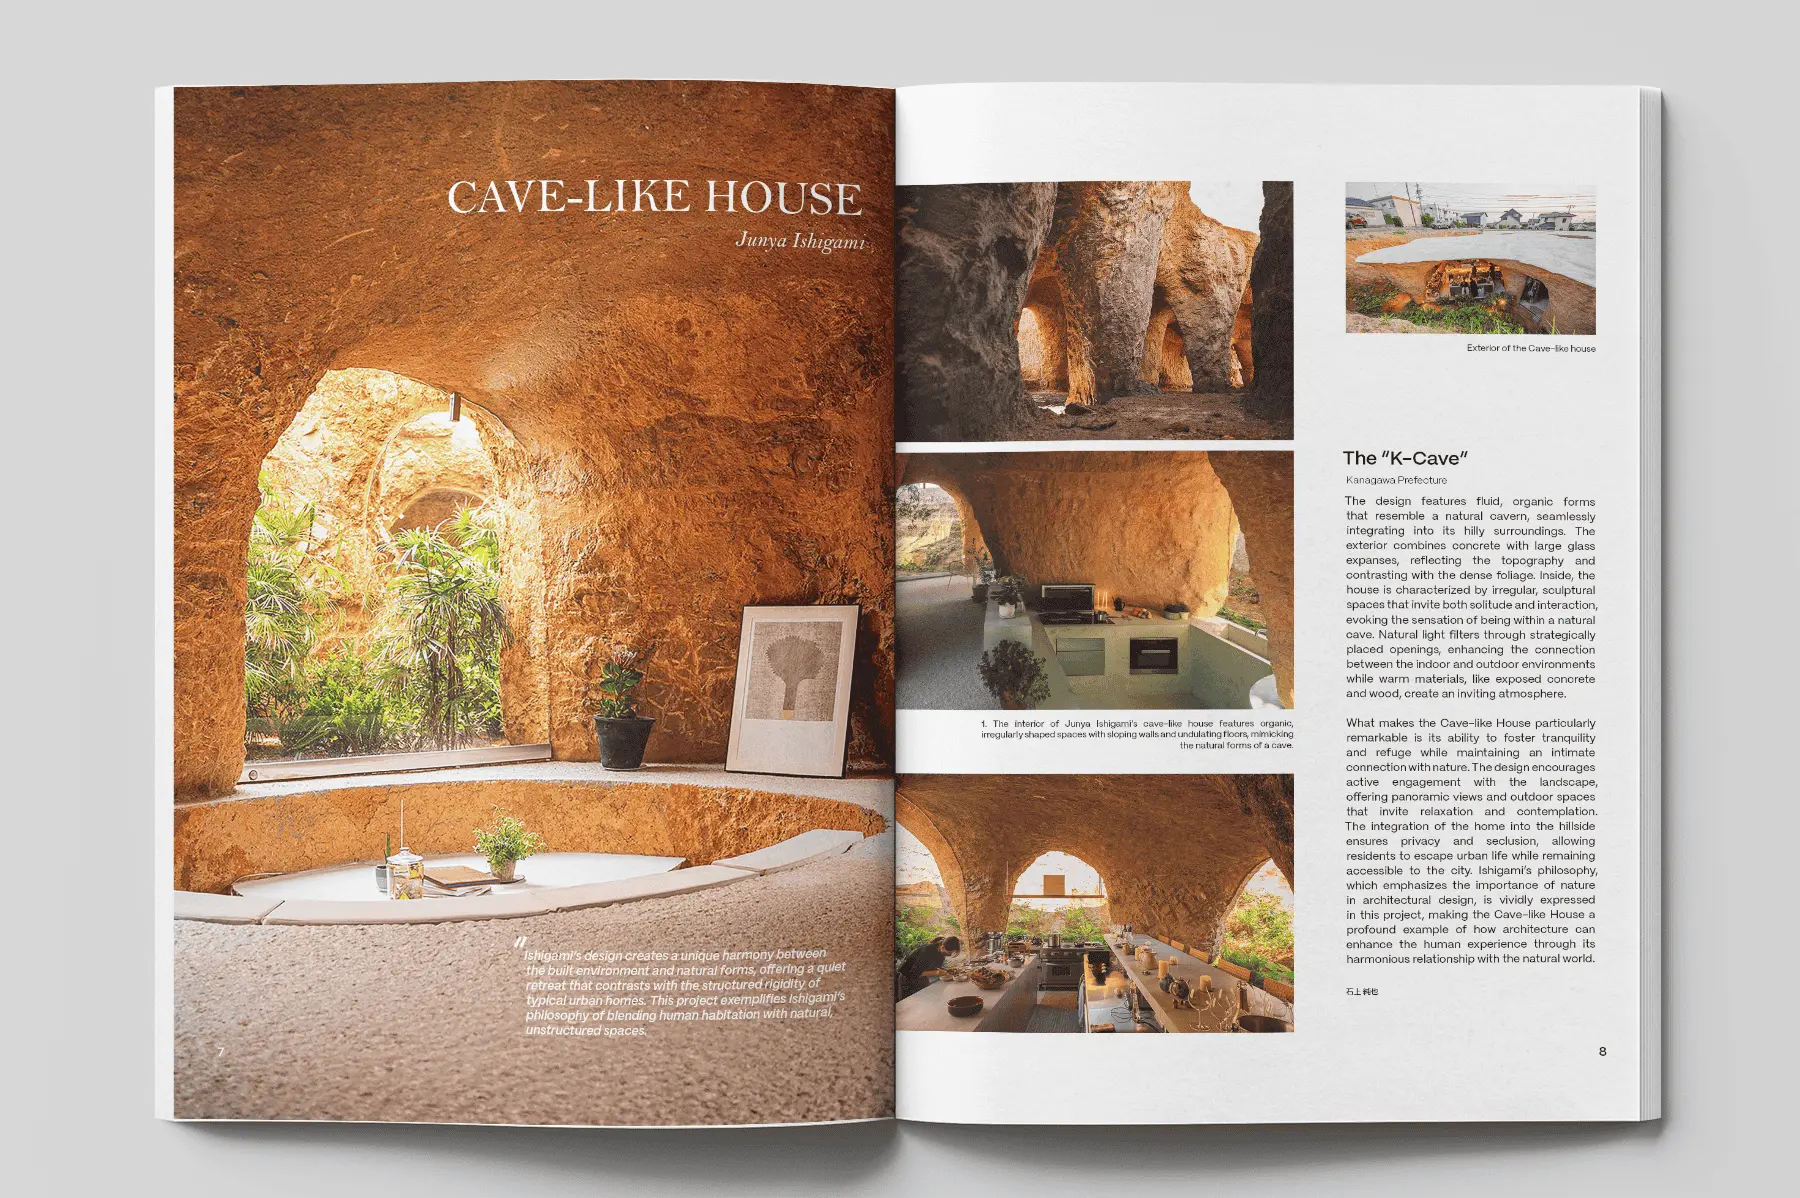 CAVE-LIKE HOUSE
Junya Ishigami
"
Ishigami's design creates a unique harmony between
the built environment and natural forms, offering a quiet
retreat that contrasts with the structured rigidity of
typical urban homes. This project exemplifies Ishigami's
philosophy of blending human habitation with natural,
unstructured spaces.
7
1. The interior of Junya Ishigami's cave-like house features organic,
irregularly shaped spaces with sloping walls and undulating floors, mimicking
the natural forms of a cave.
Exterior of the Cave-like house
The "K-Cave"
Kanagawa Prefecture
The design features fluid, organic forms
that resemble a natural cavern, seamlessly
integrating into its hilly surroundings. The
exterior combines concrete with large glass
expanses, reflecting the topography and
contrasting with the dense foliage. Inside, the
house is characterized by irregular, sculptural
spaces that invite both solitude and interaction,
evoking the sensation of being within a natural
cave. Natural light filters through strategically
placed openings, enhancing the connection
between the indoor and outdoor environments
while warm materials, like exposed concrete
and wood, create an inviting atmosphere.
What makes the Cave-like House particularly
remarkable is its ability to foster tranquility
and refuge while maintaining an intimate
connection with nature. The design encourages
active engagement with the landscape,
offering panoramic views and outdoor spaces
that invite relaxation and contemplation.
The integration of the home into the hillside
ensures privacy and seclusion, allowing
residents to escape urban life while remaining
accessible to the city. Ishigami's philosophy,
which emphasizes the importance of nature
in architectural design, is vividly expressed
in this project, making the Cave-like House a
profound example of how architecture can
enhance the human experience through its
harmonious relationship with the natural world.
石上 純也
8